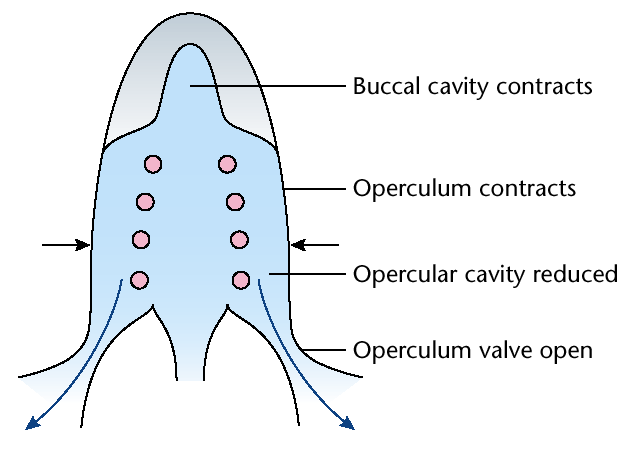 Buccal cavity contracts
Operculum contracts
Opercular cavity reduced
Operculum valve open